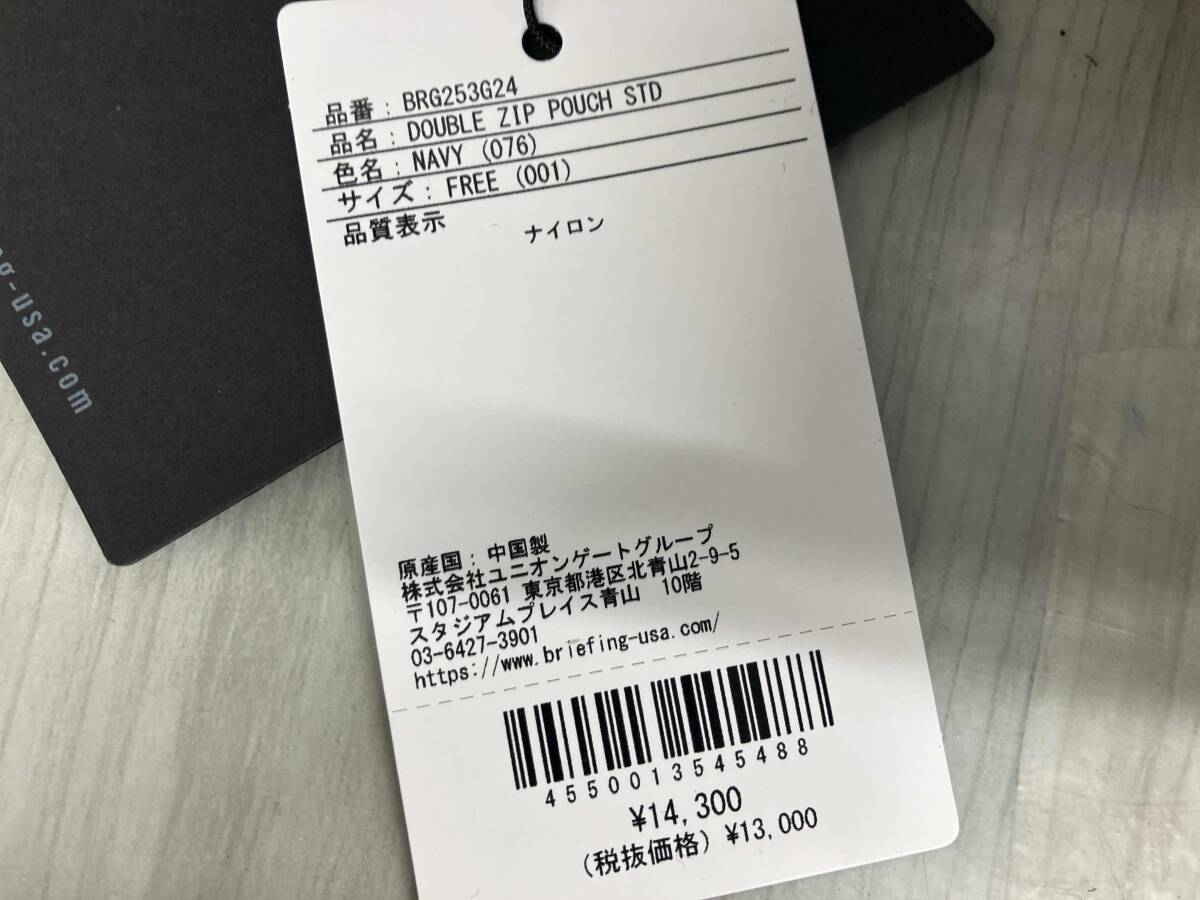 品番: BRG253G24
品名: DOUBLE ZIP POUCH STD
色名: NAVY (076)
サイズ: FREE (001)
品質表示 ナイロン
原産国: 中国製
株式会社ユニオンゲートグループ
〒107-0061 東京都港区北青山2-9-5
スタジアムプレイス青山 10階
03-6427-3901
https://www.briefing-usa.com/
4550013545488
¥14,300
(税抜価格) ¥13,000
ng-usa.com